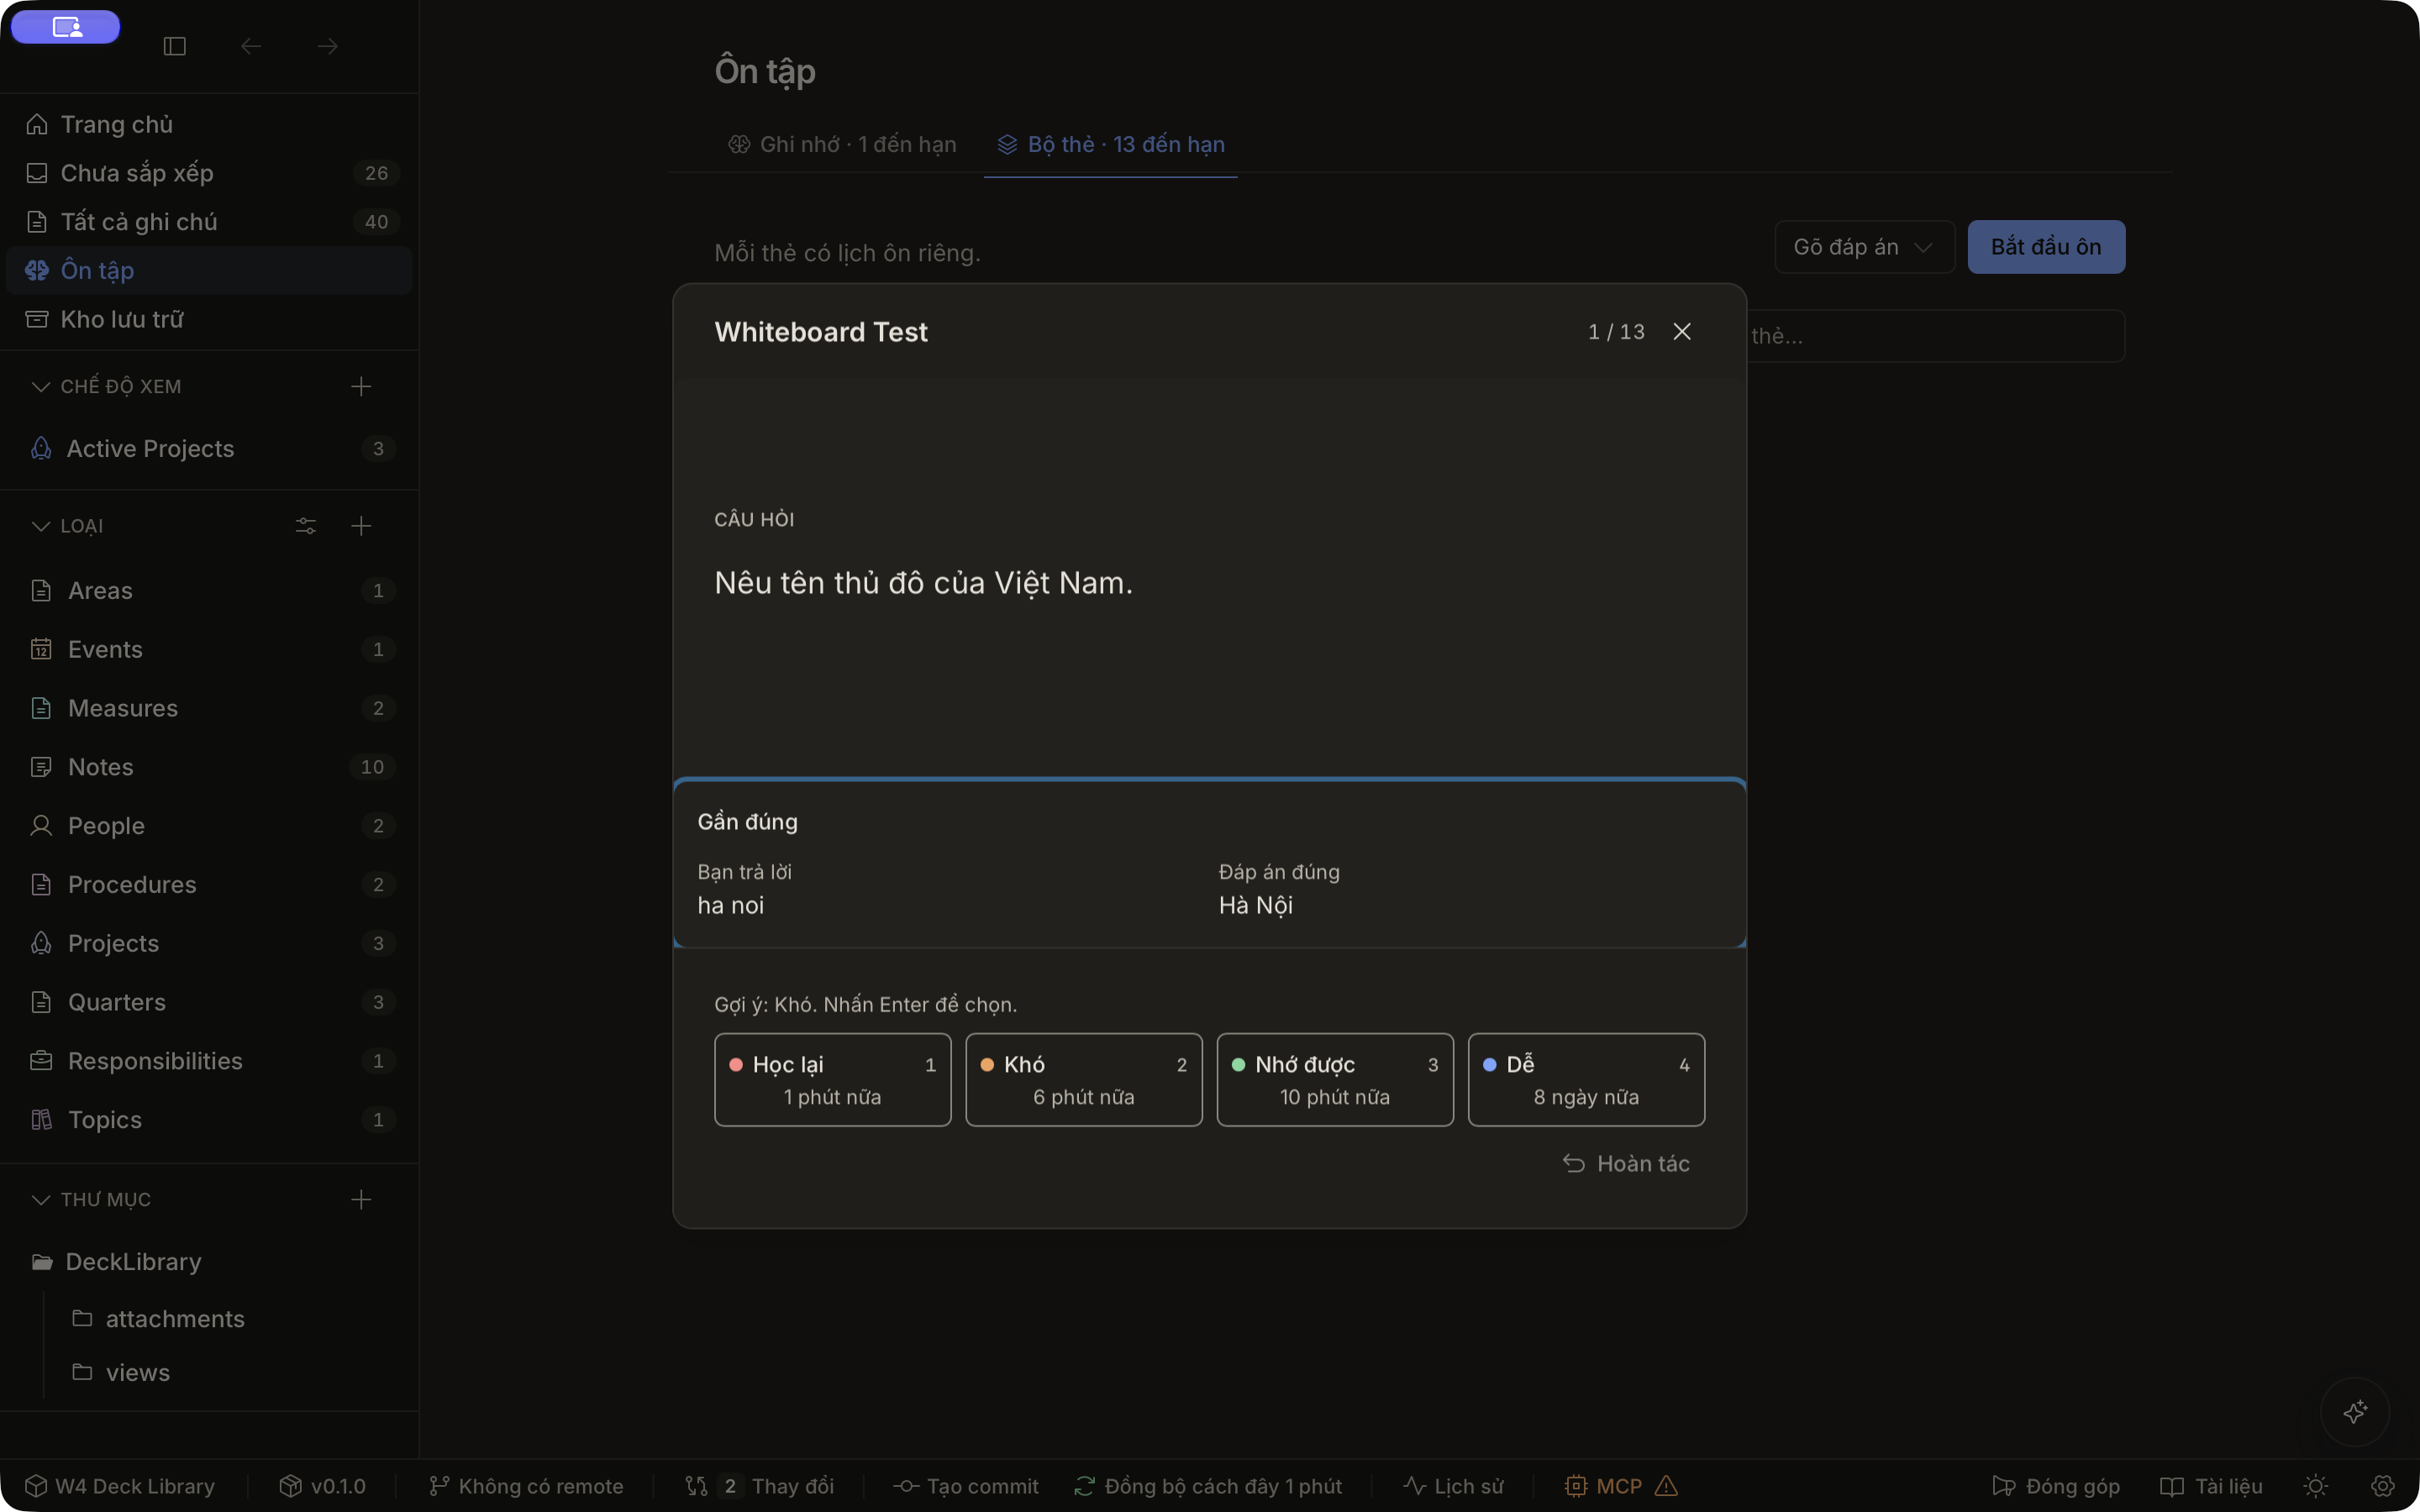 Trang chủ
Chưa sắp xếp 26
Tất cả ghi chú 40
Ôn tập
Kho lưu trữ
CHẾ ĐỘ XEM
Active Projects 3
LOẠI
Areas 1
Events 1
Measures 2
Notes 10
People 2
Procedures 2
Projects 3
Quarters 3
Responsibilities 1
Topics 1
THƯ MỤC
DeckLibrary
attachments
views
Ôn tập
Ghi nhớ · 1 đến hạn
Bộ thẻ · 13 đến hạn
Mỗi thẻ có lịch ôn riêng.
Gõ đáp án
Bắt đầu ôn
thẻ...
Whiteboard Test
1 / 13
CÂU HỎI
Nêu tên thủ đô của Việt Nam.
Gần đúng
Bạn trả lời
ha noi
Đáp án đúng
Hà Nội
Gợi ý: Khó. Nhấn Enter để chọn.
Học lại 1
1 phút nữa
Khó 2
6 phút nữa
Nhớ được 3
10 phút nữa
Dễ 4
8 ngày nữa
Hoàn tác
W4 Deck Library
v0.1.0
Không có remote
2 Thay đổi
Tạo commit
Đồng bộ cách đây 1 phút
Lịch sử
MCP
Đóng góp
Tài liệu